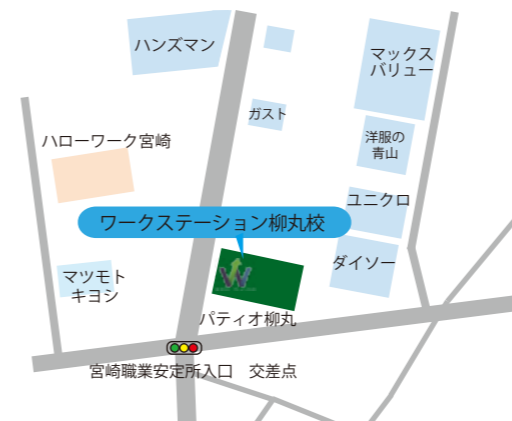 ハンズマン
マックス
バリュー
ガスト
洋服の
青山
ハローワーク宮崎
ユニクロ
ワークステーション柳丸校
ダイソー
マツモト
キヨシ
パティオ柳丸
宮崎職業安定所入口　交差点